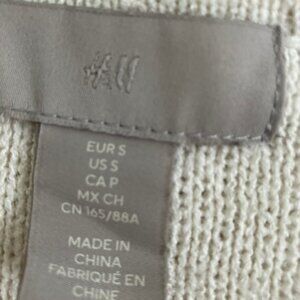 EUR S
US S
CA P
MX CH
CN 165/88A
MADE IN
CHINA
FABRIQUÉ EN
CHINE